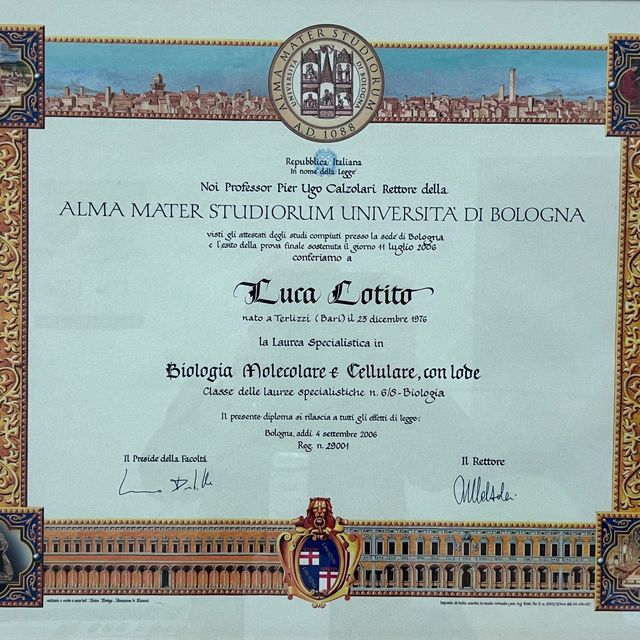 ALMA MATER STUDIORUM
UNIVERSITÀ DI BOLOGNA
A.D. 1088
Repubblica Italiana
In nome della Legge
Noi Professor Pier Ugo Calzolari Rettore della
ALMA MATER STUDIORUM UNIVERSITA' DI BOLOGNA
visti gli attestati degli studi compiuti presso la sede di Bologna
e l'esito della prova finale sostenuta il giorno 11 luglio 2006
conferiamo a
Luca Lotito
nato a Terlizzi (Bari) il 23 dicembre 1976
la Laurea Specialistica in
Biologia Molecolare e Cellulare, con lode
Classe delle lauree specialistiche n. 6/S - Biologia
Il presente diploma si rilascia a tutti gli effetti di legge.
Bologna, addì 4 settembre 2006
Reg. n. 29001
Il Preside della Facoltà
Il Rettore